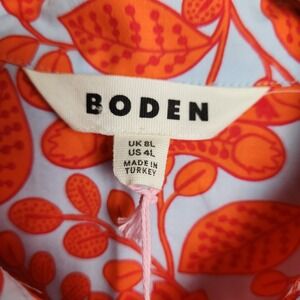 BODEN
UK 8L
US 4L
MADE IN
TURKEY